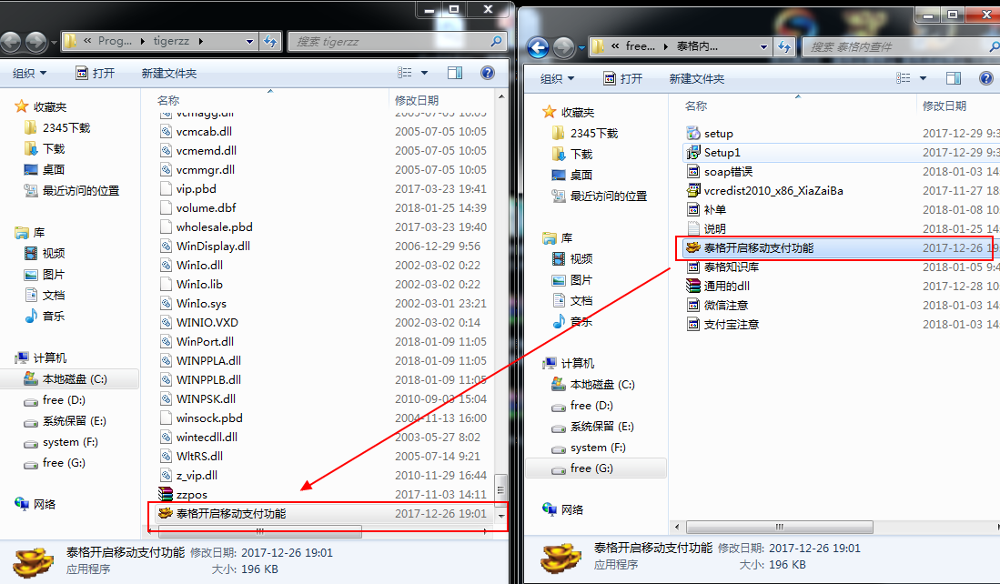 « Prog... ▸ tigerzz ▸
搜索 tigerzz
组织 打开 新建文件夹
名称 修改日期
收藏夹
2345下载
下载
桌面
最近访问的位置
库
视频
图片
文档
音乐
计算机
本地磁盘 (C:)
free (D:)
系统保留 (E:)
system (F:)
free (G:)
网络
vcmagg.dll 2005-07-05 10:05
vcmcab.dll 2005-07-05 10:05
vcmemd.dll 2005-07-05 10:05
vcmmgr.dll 2005-07-05 10:05
vip.pbd 2017-03-23 19:41
volume.dbf 2018-01-25 14:39
wholesale.pbd 2017-03-23 19:40
WinDisplay.dll 2006-12-29 9:56
WinIo.dll 2002-03-02 0:22
WinIo.lib 2002-03-02 0:22
WinIo.sys 2002-03-01 23:21
WINIO.VXD 2002-03-02 0:14
WinPort.dll 2018-01-09 11:05
WINPPLA.dll 2018-01-09 11:05
WINPPLB.dll 2018-01-09 11:05
WINPSK.dll 2010-09-03 15:04
winsock.pbd 2004-11-13 16:00
wintecdll.dll 2003-05-27 8:02
WltRS.dll 2005-07-14 9:21
z_vip.dll 2010-11-29 16:44
zzpos 2017-11-03 14:11
泰格开启移动支付功能 2017-12-26 19:01
泰格开启移动支付功能 修改日期: 2017-12-26 19:01
应用程序 大小: 196 KB
« free... ▸ 泰格内...
搜索 泰格内查件
组织 打开 新建文件夹
名称 修改日期
收藏夹
2345下载
下载
桌面
最近访问的位置
库
视频
图片
文档
音乐
计算机
本地磁盘 (C:)
free (D:)
系统保留 (E:)
system (F:)
free (G:)
网络
setup 2017-12-29 9:3
Setup1 2017-12-29 9:3
soap错误 2018-01-03 14
vcredist2010_x86_XiaZaiBa 2017-11-27 18
补单 2018-01-08 10
说明 2018-01-25 14
泰格开启移动支付功能 2017-12-26 19
泰格知识库 2018-01-05 9:4
通用的dll 2017-12-28 10
微信注意 2018-01-03 14
支付宝注意 2018-01-03 14
泰格开启移动支付功能 修改日期: 2017-12-26 19:01
应用程序 大小: 196 KB